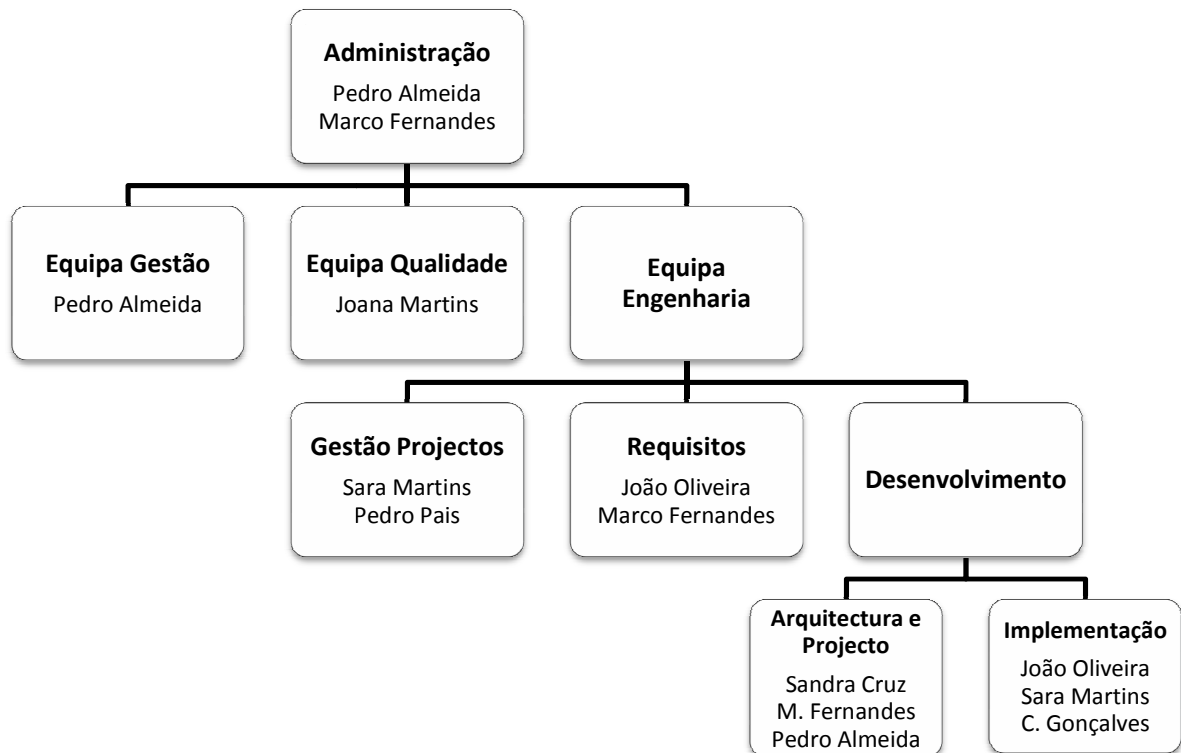 Administração
Pedro Almeida
Marco Fernandes
Equipa Gestão
Pedro Almeida
Equipa Qualidade
Joana Martins
Equipa
Engenharia
Gestão Projectos
Sara Martins
Pedro Pais
Requisitos
João Oliveira
Marco Fernandes
Desenvolvimento
Arquitectura e
Projecto
Sandra Cruz
M. Fernandes
Pedro Almeida
Implementação
João Oliveira
Sara Martins
C. Gonçalves